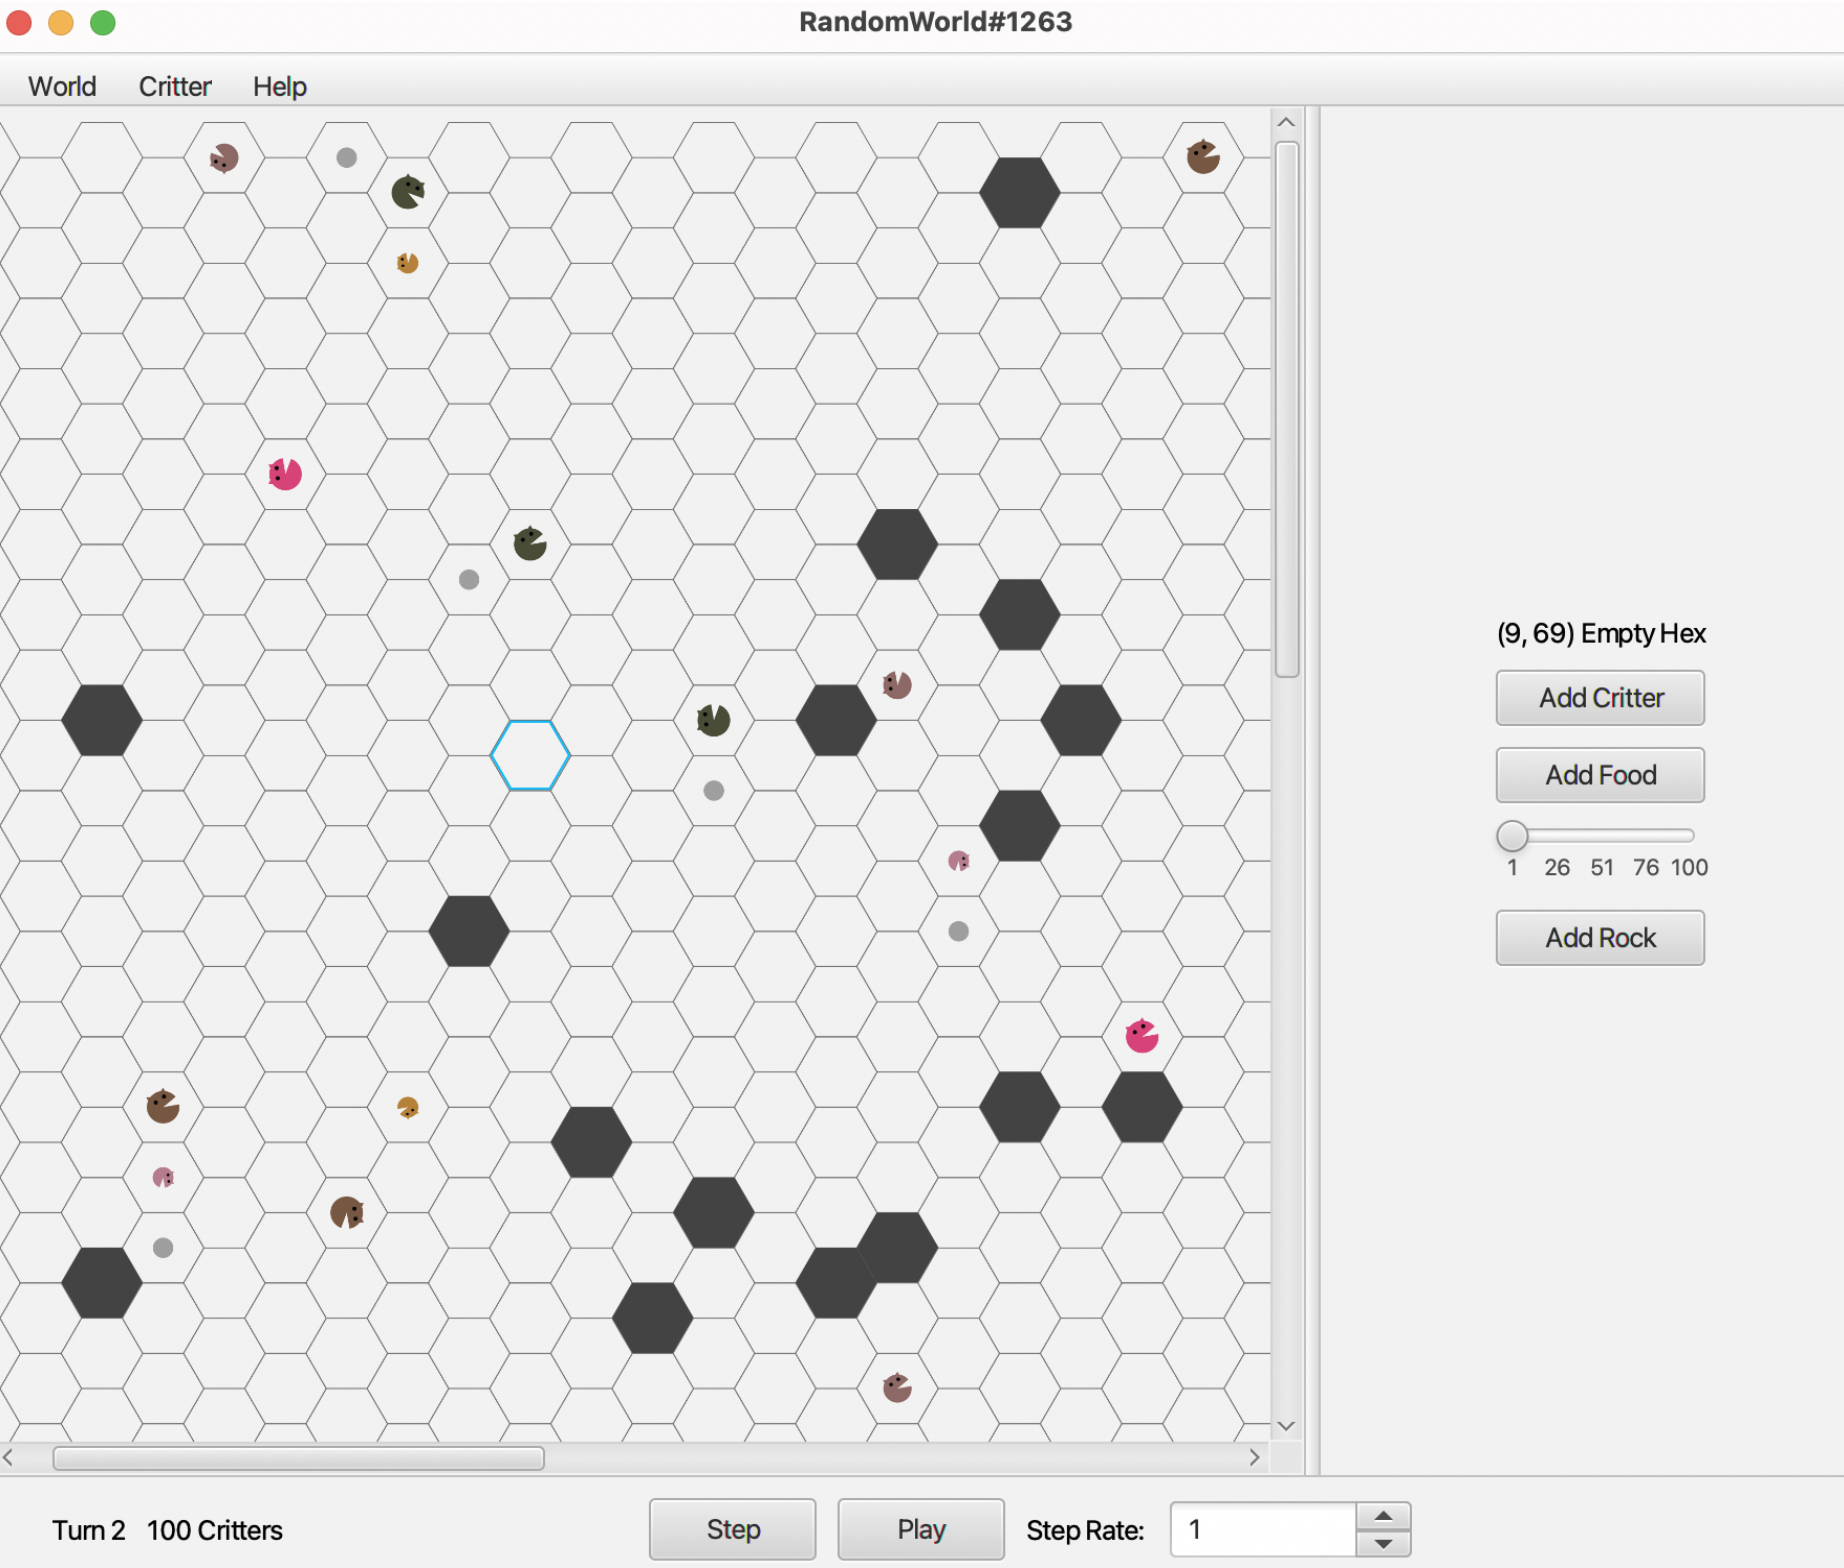 RandomWorld#1263
World Critter Help
(9, 69) Empty Hex
Add Critter
Add Food
1 26 51 76 100
Add Rock
Turn 2 100 Critters Step Play Step Rate: 1